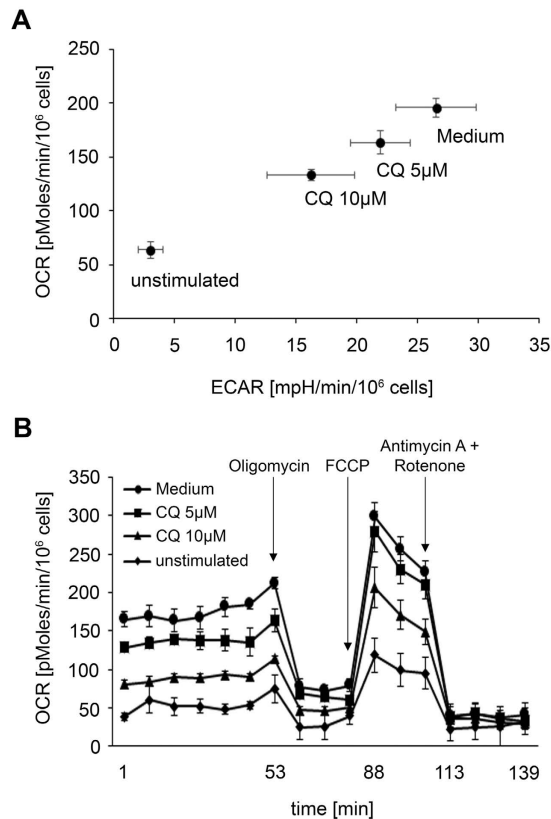 A
250
200
150
100
50
0
OCR [pMoles/min/10⁶ cells]
Medium
CQ 5µM
CQ 10µM
unstimulated
0 5 10 15 20 25 30 35
ECAR [mpH/min/10⁶ cells]
B
Oligomycin
FCCP
Antimycin A +
Rotenone
350
300
250
200
150
100
50
0
OCR [pMoles/min/10⁶ cells]
Medium
CQ 5µM
CQ 10µM
unstimulated
1 53 88 113 139
time [min]